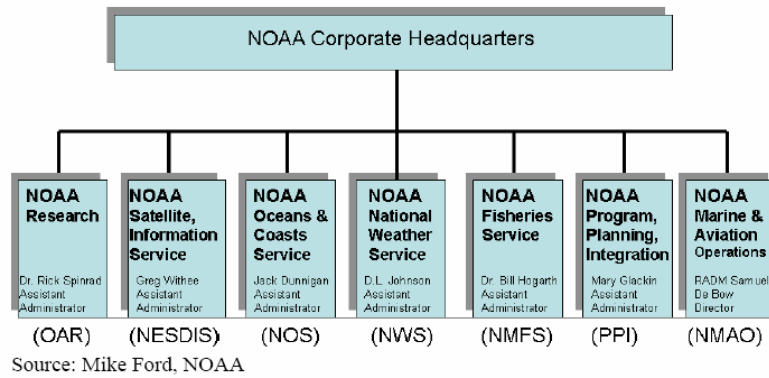 NOAA Corporate Headquarters
NOAA
Research
Dr. Rick Spinrad
Assistant
Administrator
(OAR)
NOAA
Satellite,
Information
Service
Greg Withee
Assistant
Administrator
(NESDIS)
NOAA
Oceans &
Coasts
Service
Jack Dunnigan
Assistant
Administrator
(NOS)
NOAA
National
Weather
Service
D.L. Johnson
Assistant
Administrator
(NWS)
NOAA
Fisheries
Service
Dr. Bill Hogarth
Assistant
Administrator
(NMFS)
NOAA
Program,
Planning,
Integration
Mary Glackin
Assistant
Administrator
(PPI)
NOAA
Marine &
Aviation
Operations
RADM Samuel
De Bow
Director
(NMAO)
Source: Mike Ford, NOAA